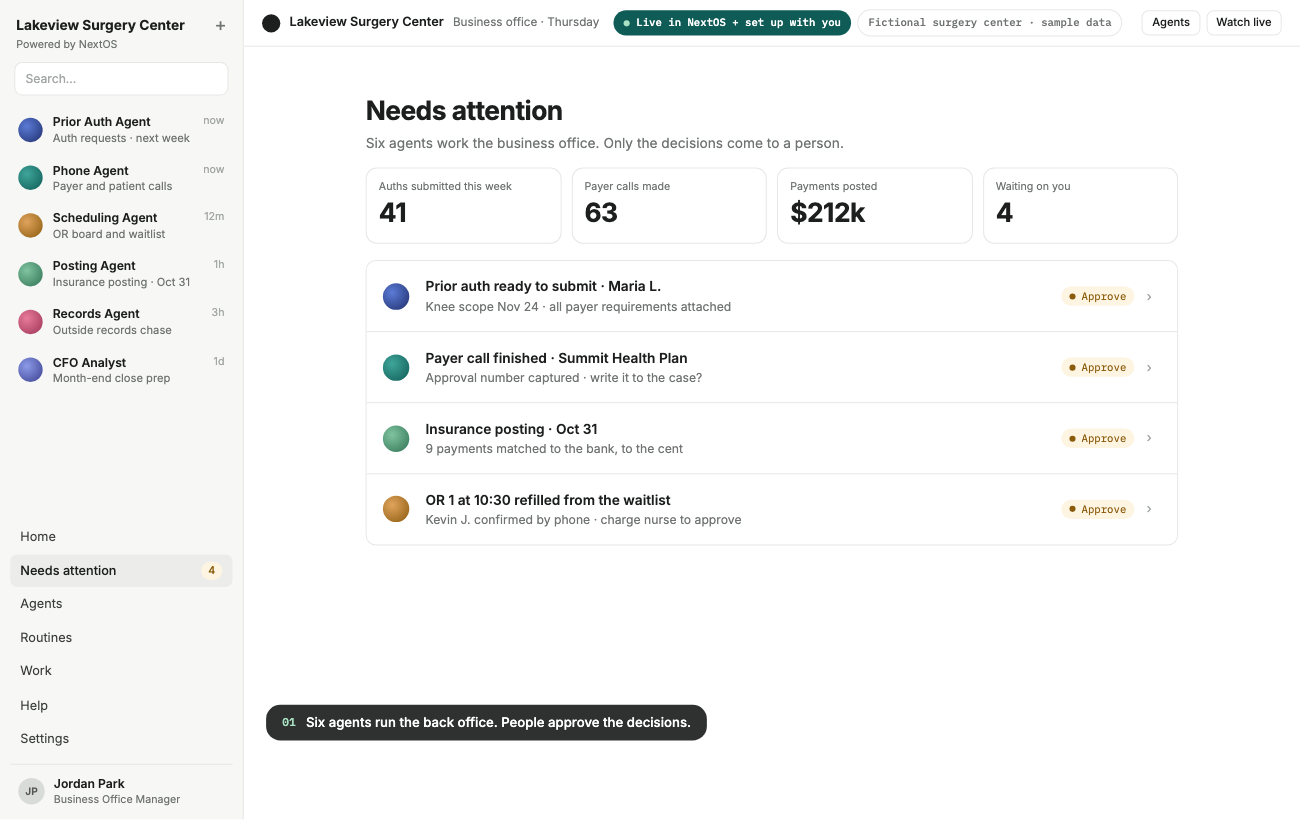 Lakeview Surgery Center
+
Powered by NextOS
Search...
Prior Auth Agent
now
Auth requests · next week
Phone Agent
now
Payer and patient calls
Scheduling Agent
12m
OR board and waitlist
Posting Agent
1h
Insurance posting · Oct 31
Records Agent
3h
Outside records chase
CFO Analyst
1d
Month-end close prep
Home
Needs attention
4
Agents
Routines
Work
Help
Settings
JP
Jordan Park
Business Office Manager
Lakeview Surgery Center
Business office · Thursday
Live in NextOS + set up with you
Fictional surgery center · sample data
Agents
Watch live
Needs attention
Six agents work the business office. Only the decisions come to a person.
Auths submitted this week
41
Payer calls made
63
Payments posted
$212k
Waiting on you
4
Prior auth ready to submit · Maria L.
Knee scope Nov 24 · all payer requirements attached
Approve
Payer call finished · Summit Health Plan
Approval number captured · write it to the case?
Approve
Insurance posting · Oct 31
9 payments matched to the bank, to the cent
Approve
OR 1 at 10:30 refilled from the waitlist
Kevin J. confirmed by phone · charge nurse to approve
Approve
01 Six agents run the back office. People approve the decisions.